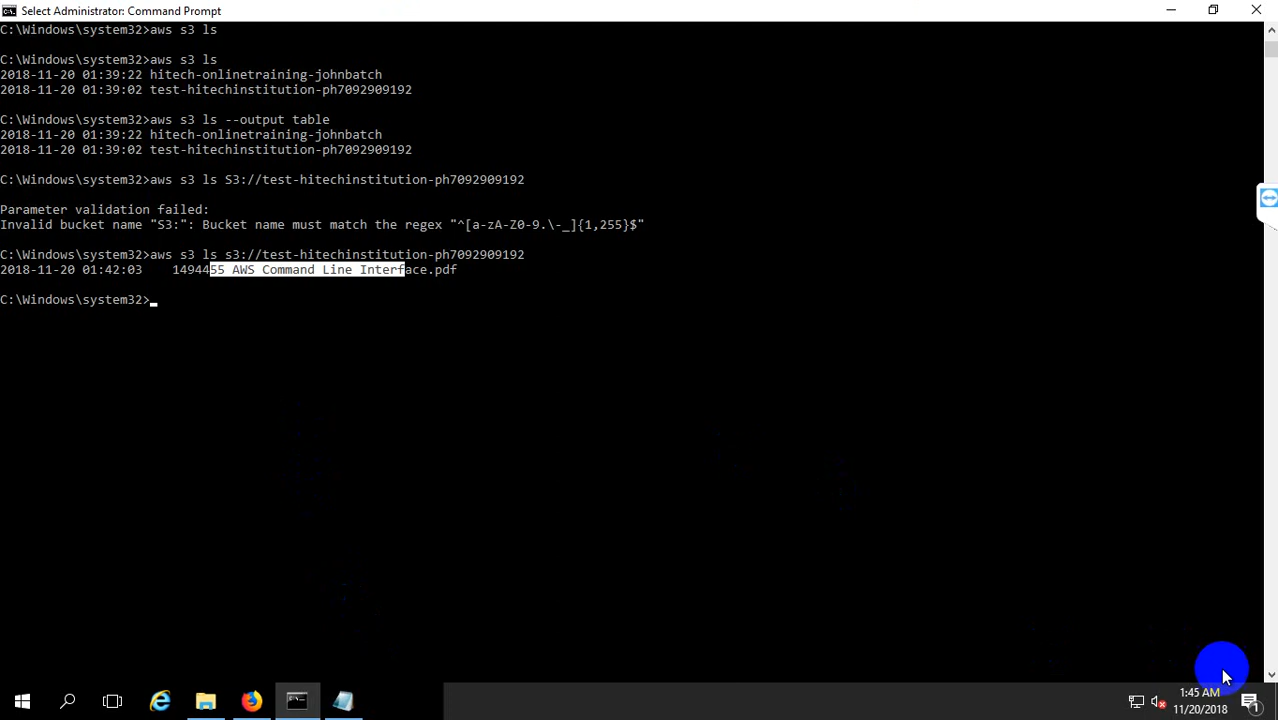 Select Administrator: Command Prompt
C:\Windows\system32>aws s3 ls
C:\Windows\system32>aws s3 ls
2018-11-20 01:39:22 hitech-onlinetraining-johnbatch
2018-11-20 01:39:02 test-hitechinstitution-ph7092909192
C:\Windows\system32>aws s3 ls --output table
2018-11-20 01:39:22 hitech-onlinetraining-johnbatch
2018-11-20 01:39:02 test-hitechinstitution-ph7092909192
C:\Windows\system32>aws s3 ls S3://test-hitechinstitution-ph7092909192
Parameter validation failed:
Invalid bucket name "S3:": Bucket name must match the regex "^[a-zA-Z0-9.\-_]{1,255}$"
C:\Windows\system32>aws s3 ls s3://test-hitechinstitution-ph7092909192
2018-11-20 01:42:03    1494455 AWS Command Line Interface.pdf
C:\Windows\system32>_
1:45 AM
11/20/2018
1